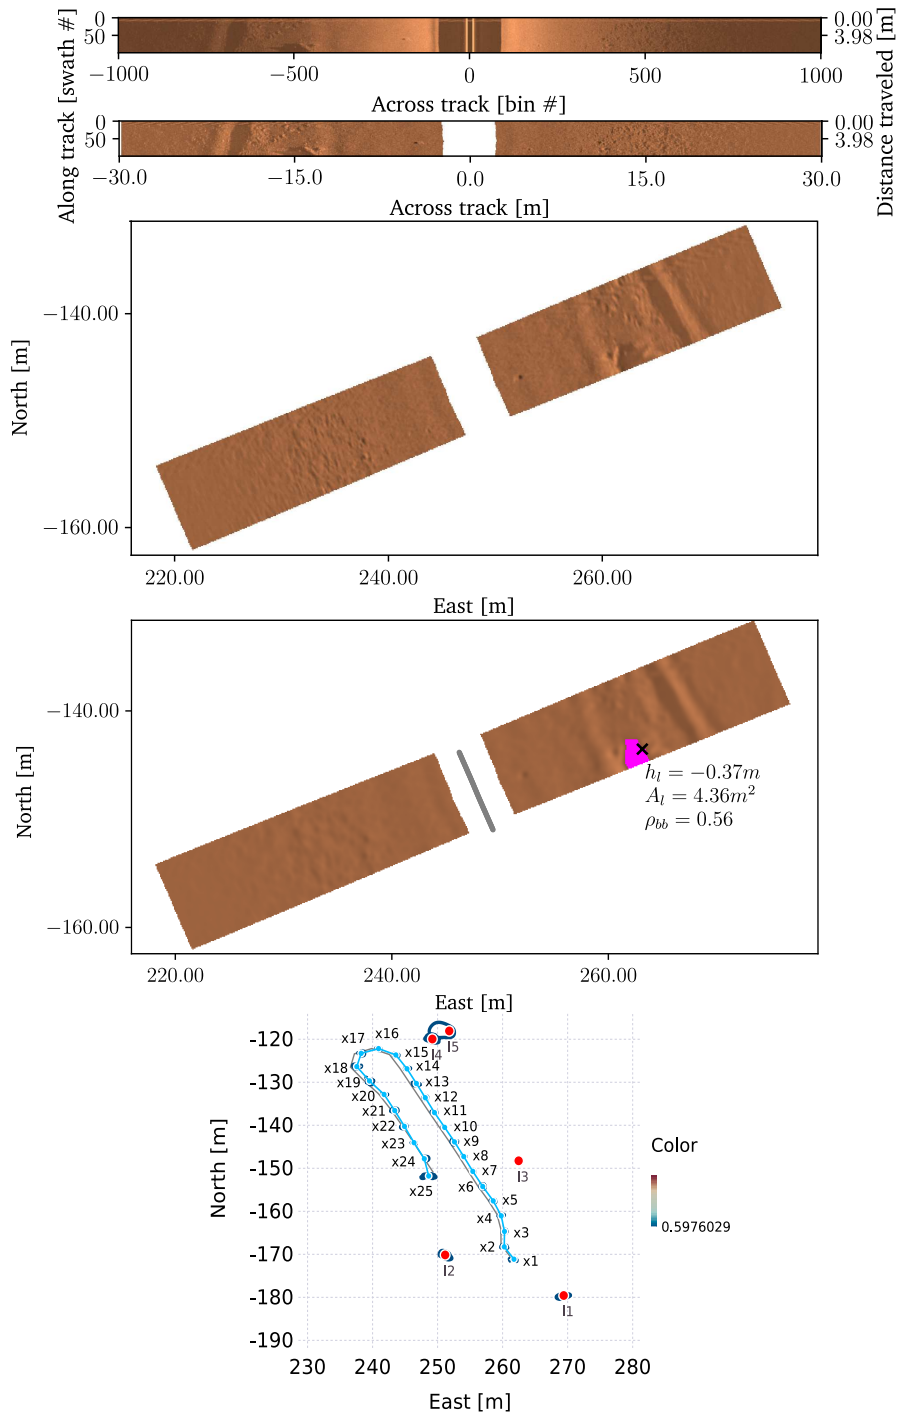 Along track [swath #]
0
50
0.00
3.98
−1000
−500
0
500
1000
Across track [bin #]
Distance traveled [m]
0
50
0.00
3.98
−30.0
−15.0
0.0
15.0
30.0
Across track [m]
North [m]
−140.00
−160.00
220.00
240.00
260.00
East [m]
North [m]
−140.00
−160.00
h_l = −0.37m
A_l = 4.36m²
ρ_bb = 0.56
220.00
240.00
260.00
East [m]
North [m]
-120
-130
-140
-150
-160
-170
-180
-190
x17
x16
x15
l4
l5
x18
x14
x19
x13
x20
x12
x21
x11
x22
x10
x23
x9
x24
x8
x25
x7
x6
l3
x5
x4
x3
x2
x1
l2
l1
Color
0.5976029
230
240
250
260
270
280
East [m]